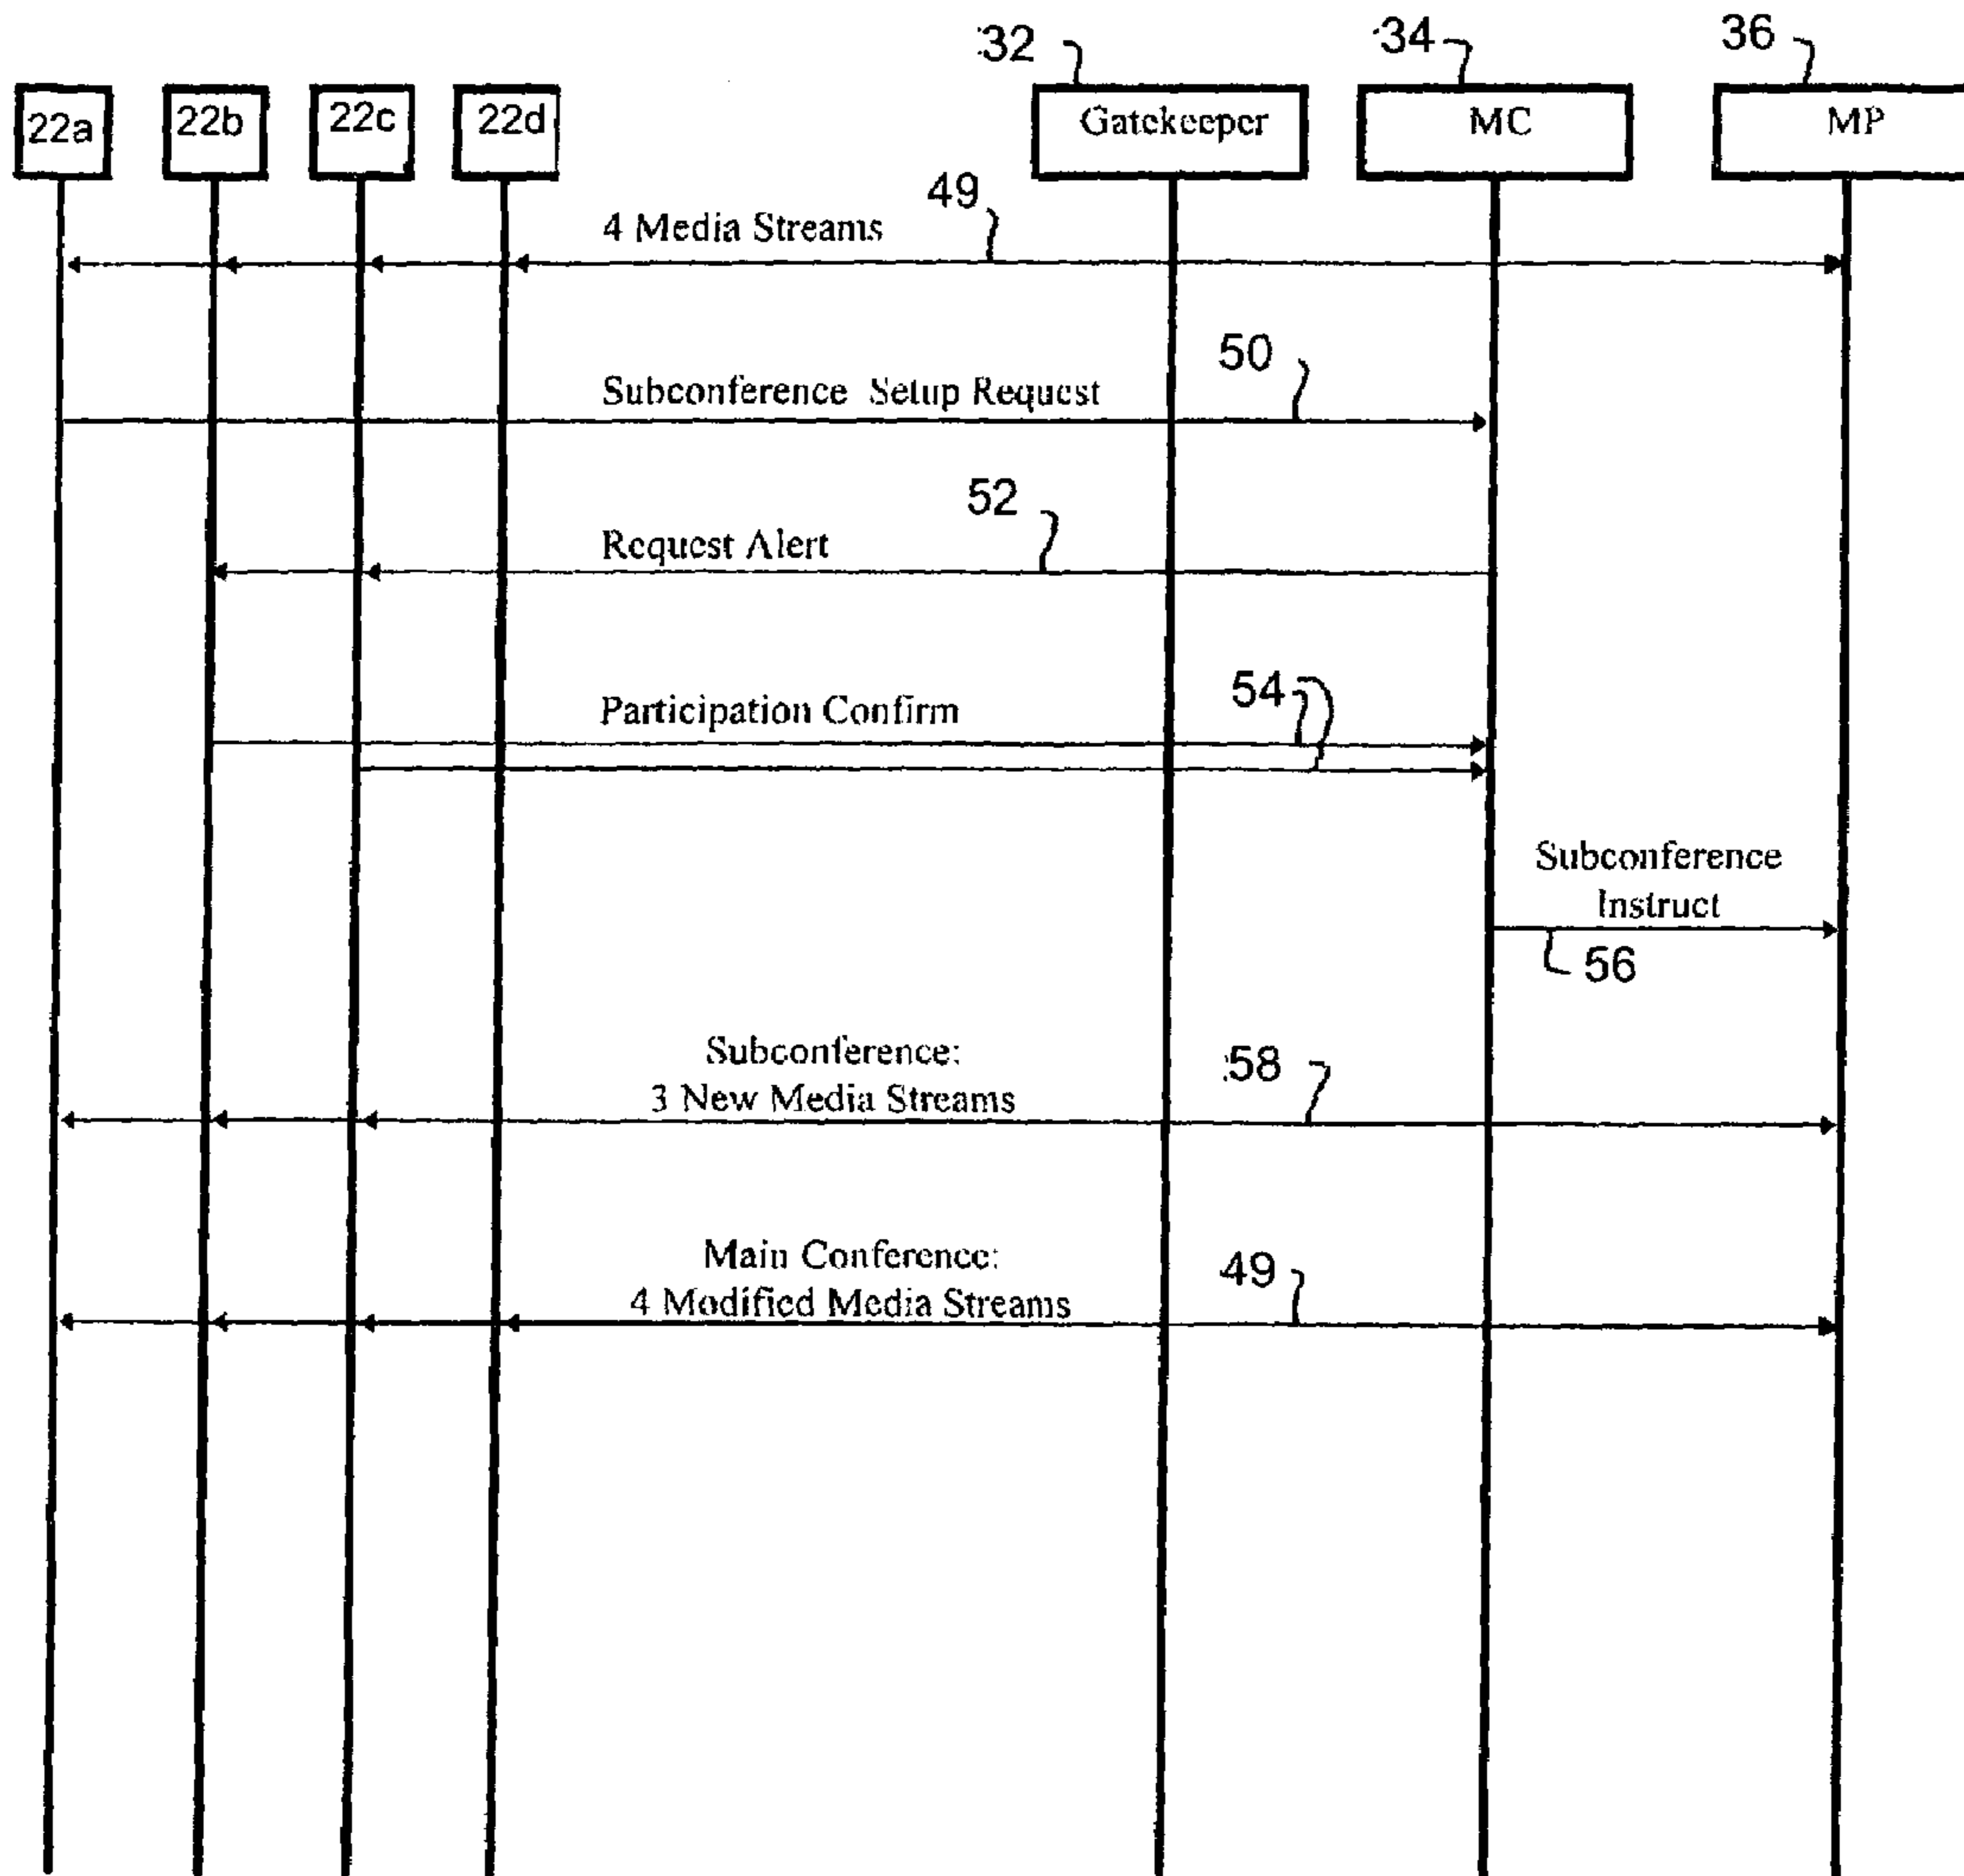 32 34 36
22a 22b 22c 22d Gatekeeper MC MP
49
4 Media Streams
50
Subconference Setup Request
52
Request Alert
54
Participation Confirm
Subconference
Instruct
56
Subconference:
58
3 New Media Streams
Main Conference:
49
4 Modified Media Streams